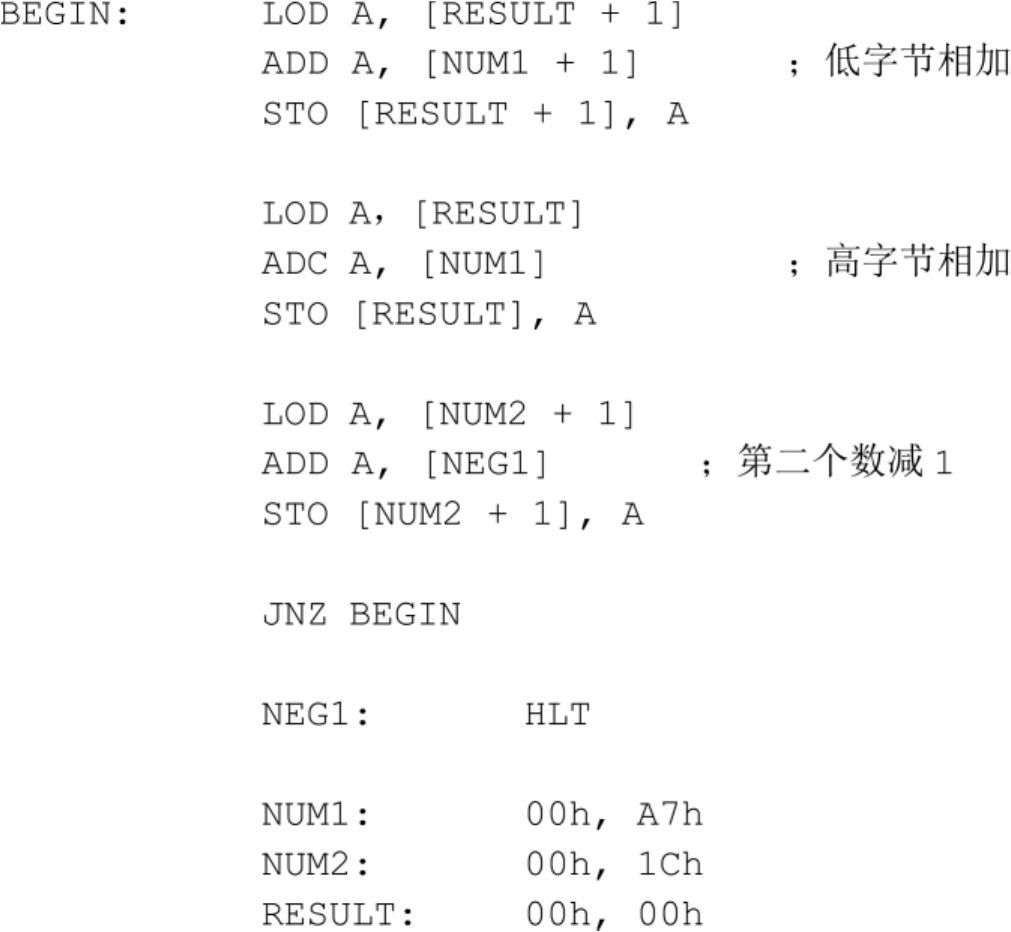 BEGIN: LOD A, [RESULT + 1]
ADD A, [NUM1 + 1] ；低字节相加
STO [RESULT + 1], A
LOD A，[RESULT]
ADC A, [NUM1] ；高字节相加
STO [RESULT], A
LOD A, [NUM2 + 1]
ADD A, [NEG1] ；第二个数减 1
STO [NUM2 + 1], A
JNZ BEGIN
NEG1: HLT
NUM1: 00h, A7h
NUM2: 00h, 1Ch
RESULT: 00h, 00h